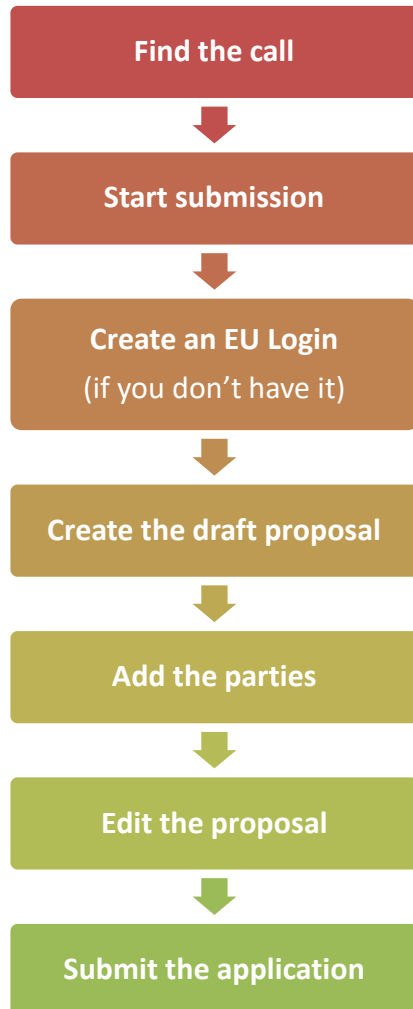 Find the call
Start submission
Create an EU Login
(if you don’t have it)
Create the draft proposal
Add the parties
Edit the proposal
Submit the application